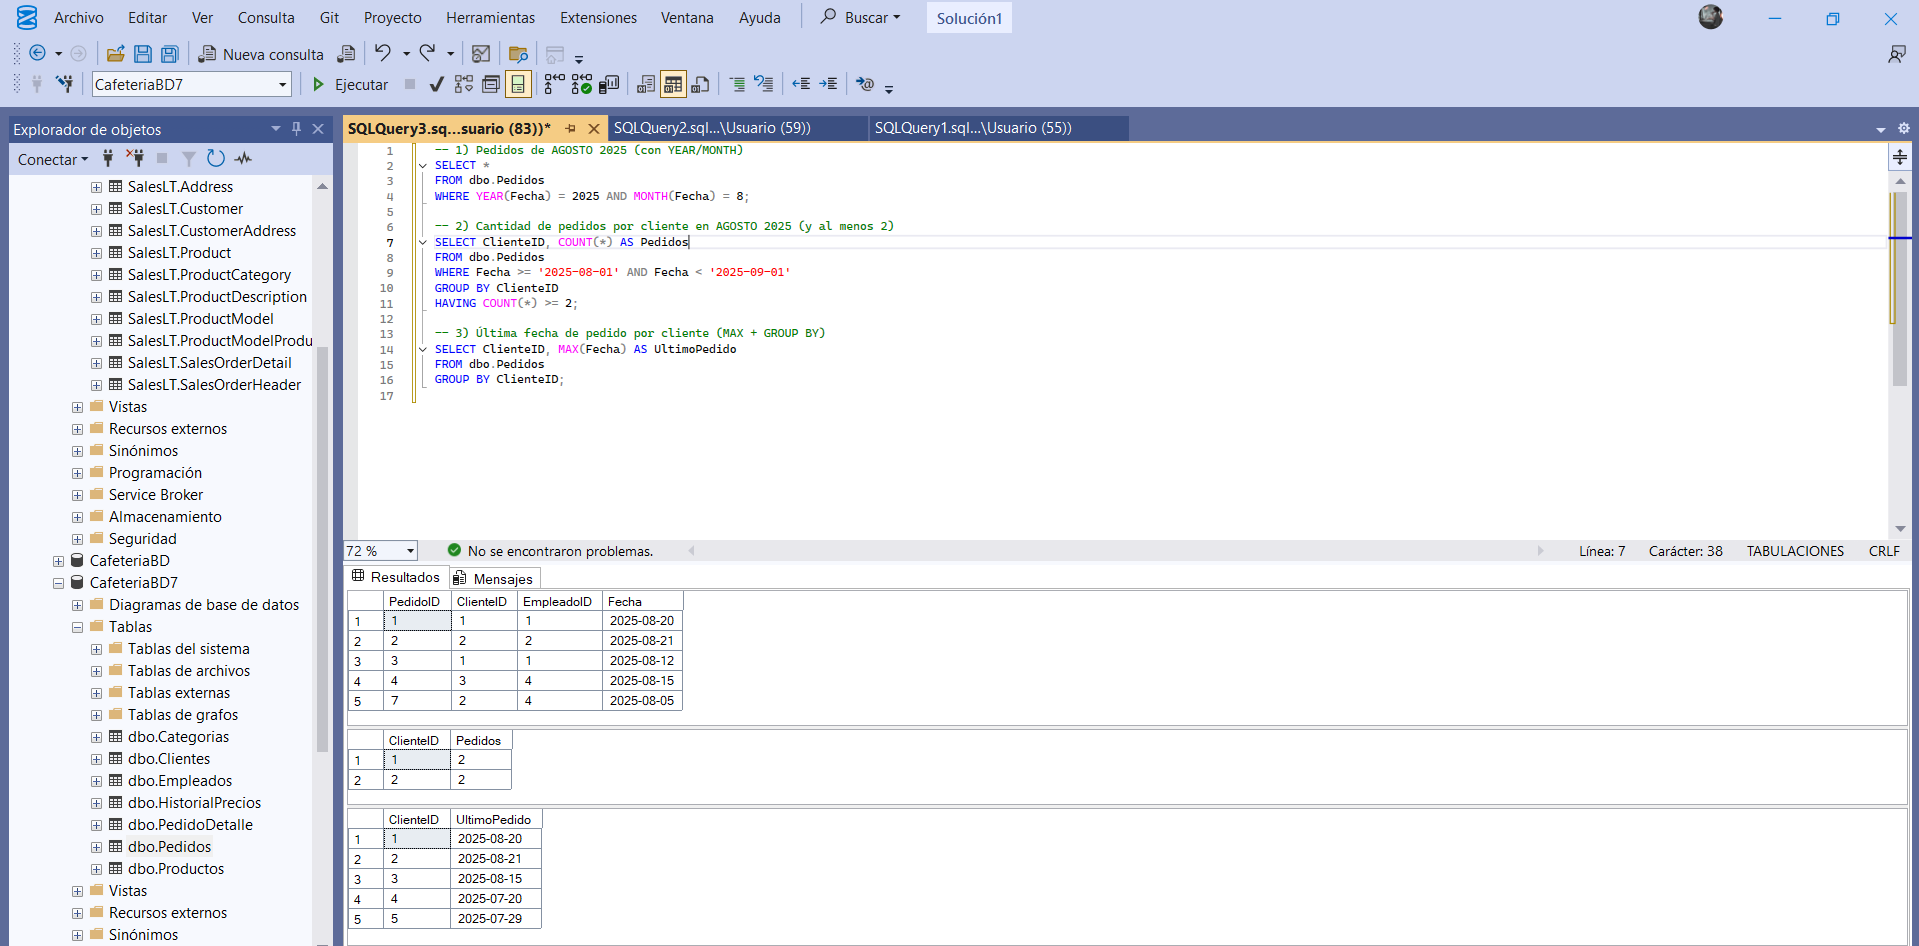 Archivo Editar Ver Consulta Git Proyecto Herramientas Extensiones Ventana Ayuda Buscar Solución1
Nueva consulta
CafeteriaBD7 Ejecutar
Explorador de objetos
Conectar
SalesLT.Address
SalesLT.Customer
SalesLT.CustomerAddress
SalesLT.Product
SalesLT.ProductCategory
SalesLT.ProductDescription
SalesLT.ProductModel
SalesLT.ProductModelProdu
SalesLT.SalesOrderDetail
SalesLT.SalesOrderHeader
Vistas
Recursos externos
Sinónimos
Programación
Service Broker
Almacenamiento
Seguridad
CafeteriaBD
CafeteriaBD7
Diagramas de base de datos
Tablas
Tablas del sistema
Tablas de archivos
Tablas externas
Tablas de grafos
dbo.Categorias
dbo.Clientes
dbo.Empleados
dbo.HistorialPrecios
dbo.PedidoDetalle
dbo.Pedidos
dbo.Productos
Vistas
Recursos externos
Sinónimos
SQLQuery3.sq...suario (83))* SQLQuery2.sql...\Usuario (59)) SQLQuery1.sql...\Usuario (55))
1 -- 1) Pedidos de AGOSTO 2025 (con YEAR/MONTH)
2 SELECT *
3 FROM dbo.Pedidos
4 WHERE YEAR(Fecha) = 2025 AND MONTH(Fecha) = 8;
5
6 -- 2) Cantidad de pedidos por cliente en AGOSTO 2025 (y al menos 2)
7 SELECT ClienteID, COUNT(*) AS Pedidos
8 FROM dbo.Pedidos
9 WHERE Fecha >= '2025-08-01' AND Fecha < '2025-09-01'
10 GROUP BY ClienteID
11 HAVING COUNT(*) >= 2;
12
13 -- 3) Última fecha de pedido por cliente (MAX + GROUP BY)
14 SELECT ClienteID, MAX(Fecha) AS UltimoPedido
15 FROM dbo.Pedidos
16 GROUP BY ClienteID;
17
72 % No se encontraron problemas. Línea: 7 Carácter: 38 TABULACIONES CRLF
Resultados Mensajes
PedidoID ClienteID EmpleadoID Fecha
1 1 1 1 2025-08-20
2 2 2 2 2025-08-21
3 3 1 1 2025-08-12
4 4 3 4 2025-08-15
5 7 2 4 2025-08-05
ClienteID Pedidos
1 1 2
2 2 2
ClienteID UltimoPedido
1 1 2025-08-20
2 2 2025-08-21
3 3 2025-08-15
4 4 2025-07-20
5 5 2025-07-29